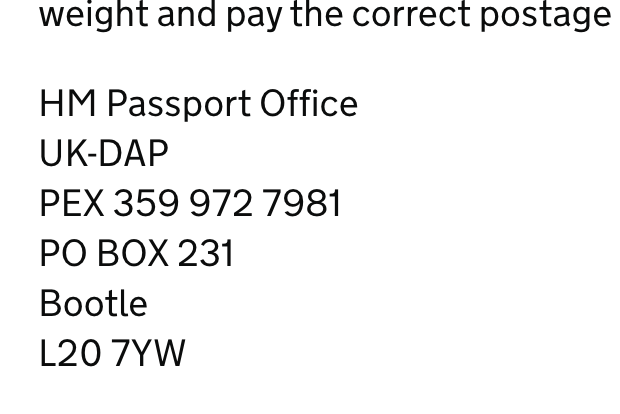 weight and pay the correct postage
HM Passport Office
UK-DAP
PEX 359 972 7981
PO BOX 231
Bootle
L20 7YW